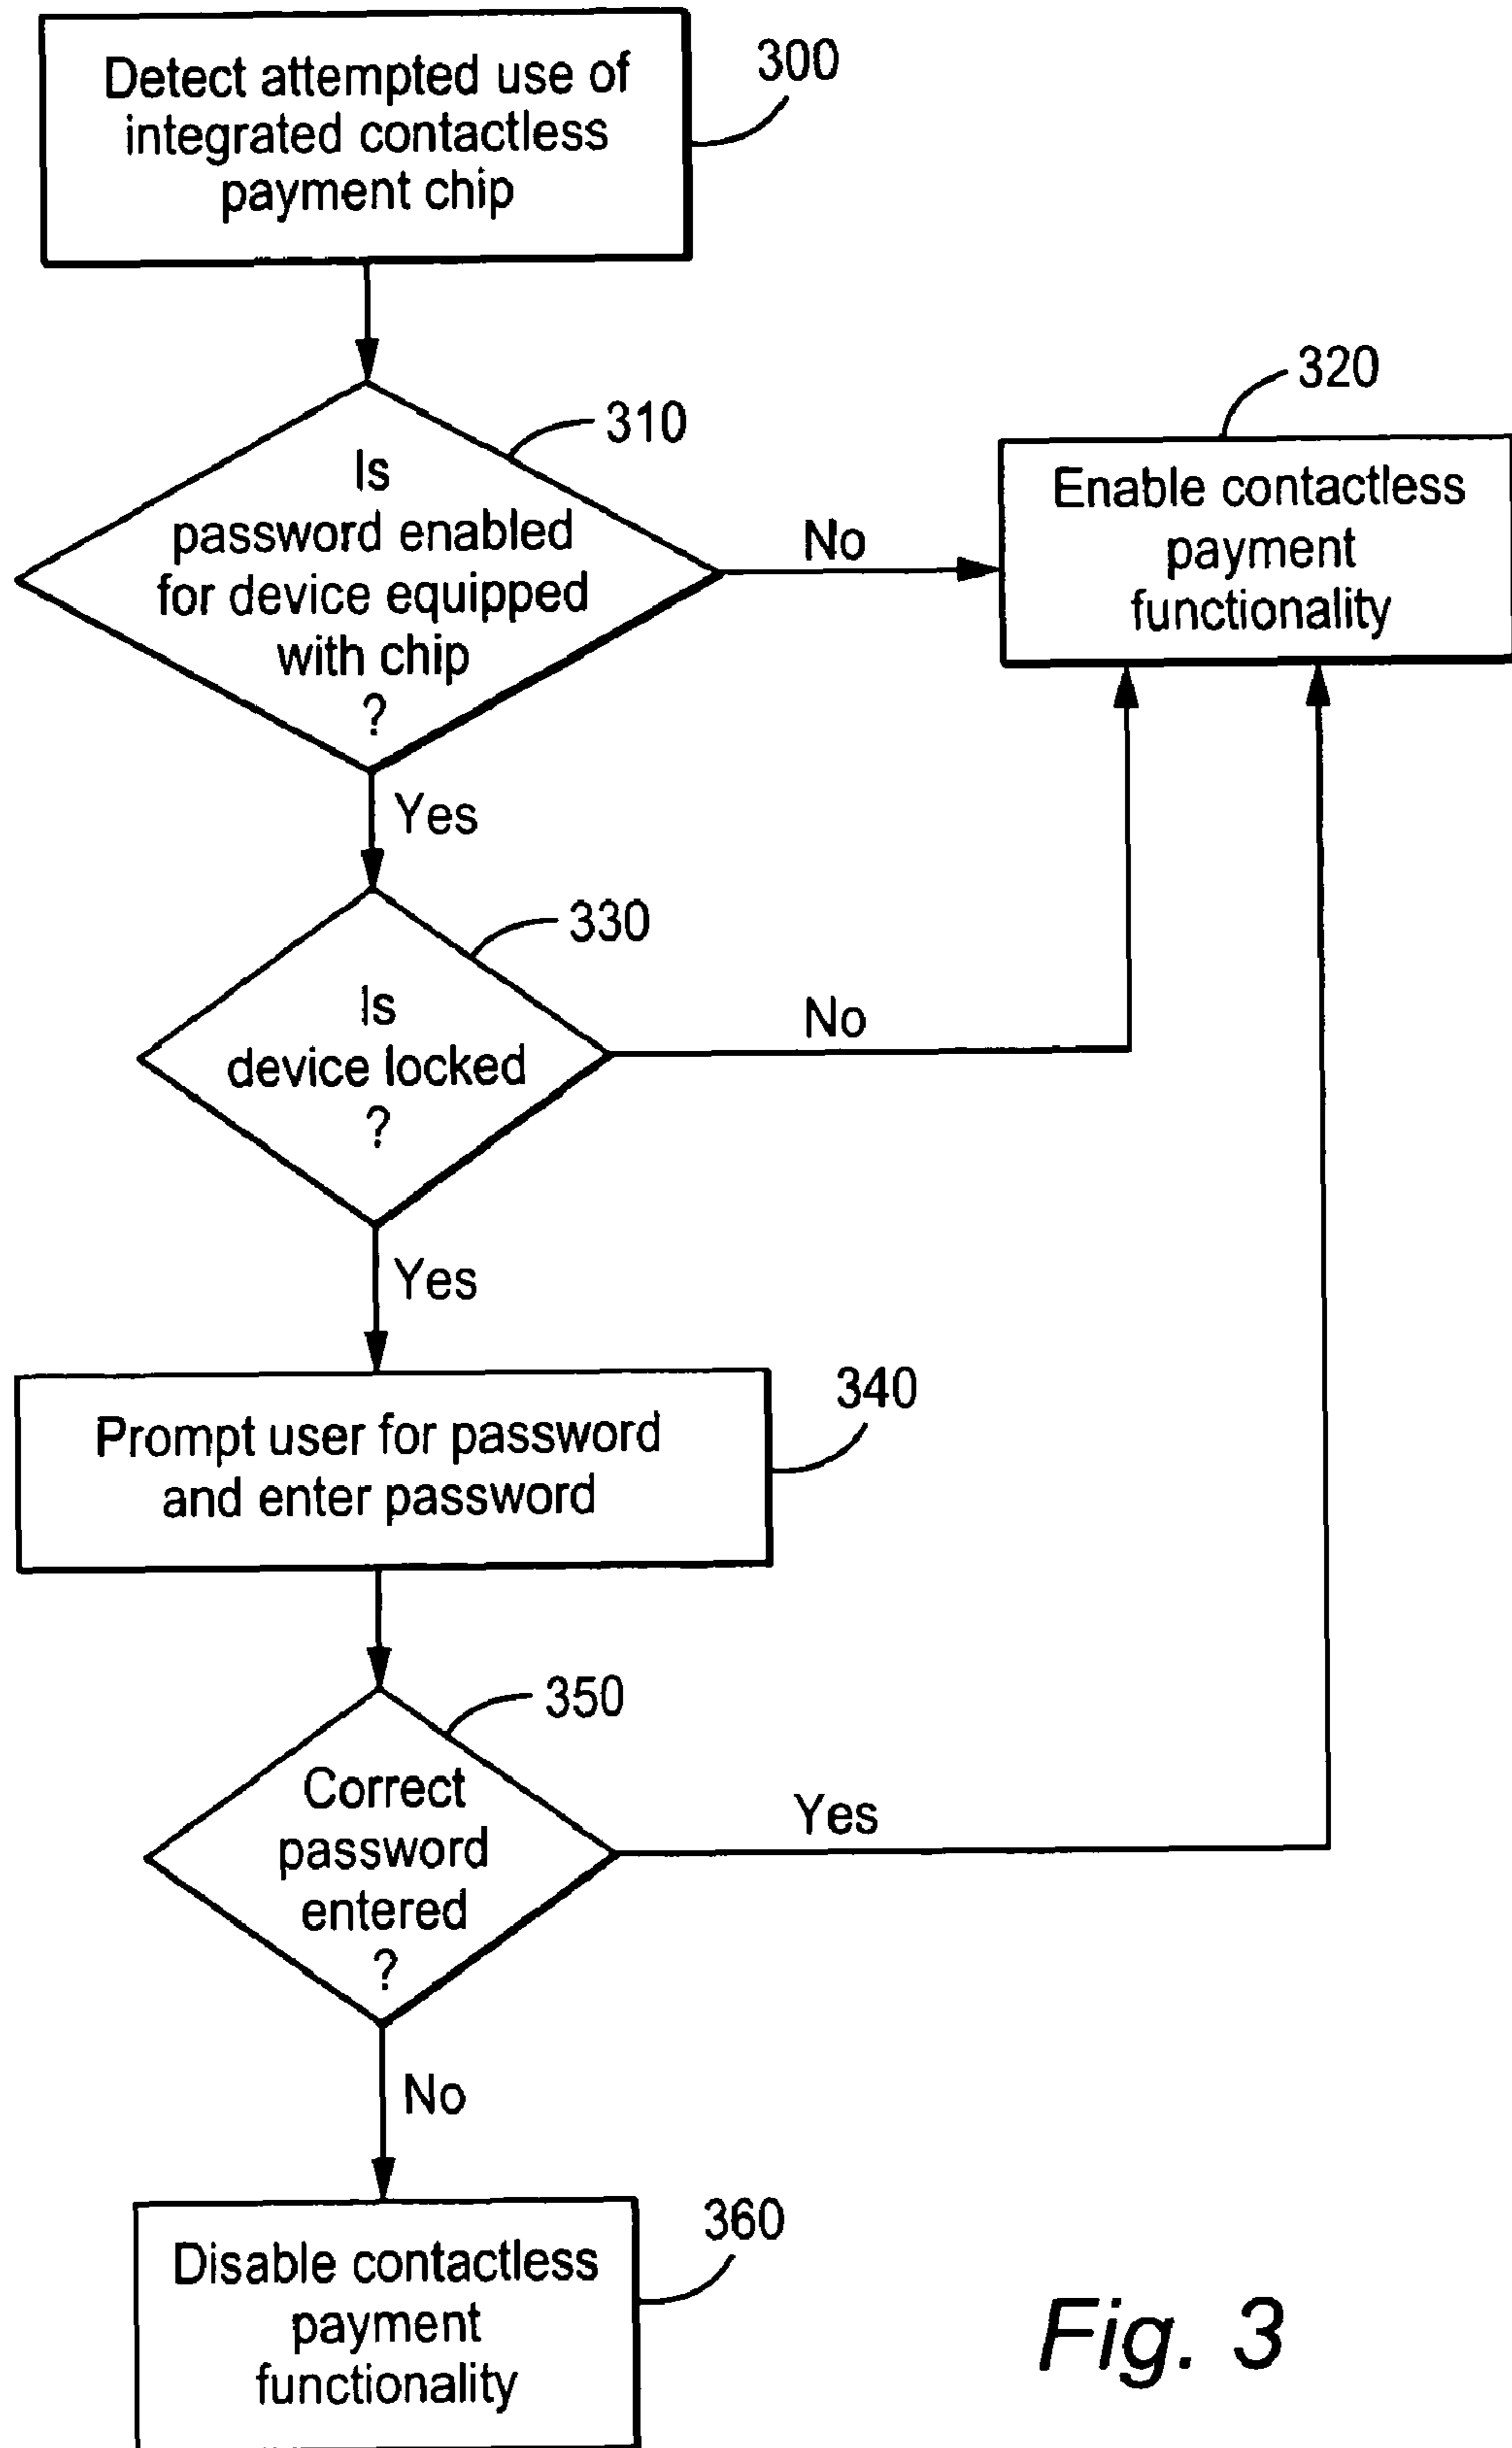 Detect attempted use of
integrated contactless
payment chip
300
Is
password enabled
for device equipped
with chip
?
310
No
320
Enable contactless
payment
functionality
Yes
330
Is
device locked
?
No
Yes
340
Prompt user for password
and enter password
350
Correct
password
entered
?
Yes
No
360
Disable contactless
payment
functionality
Fig. 3